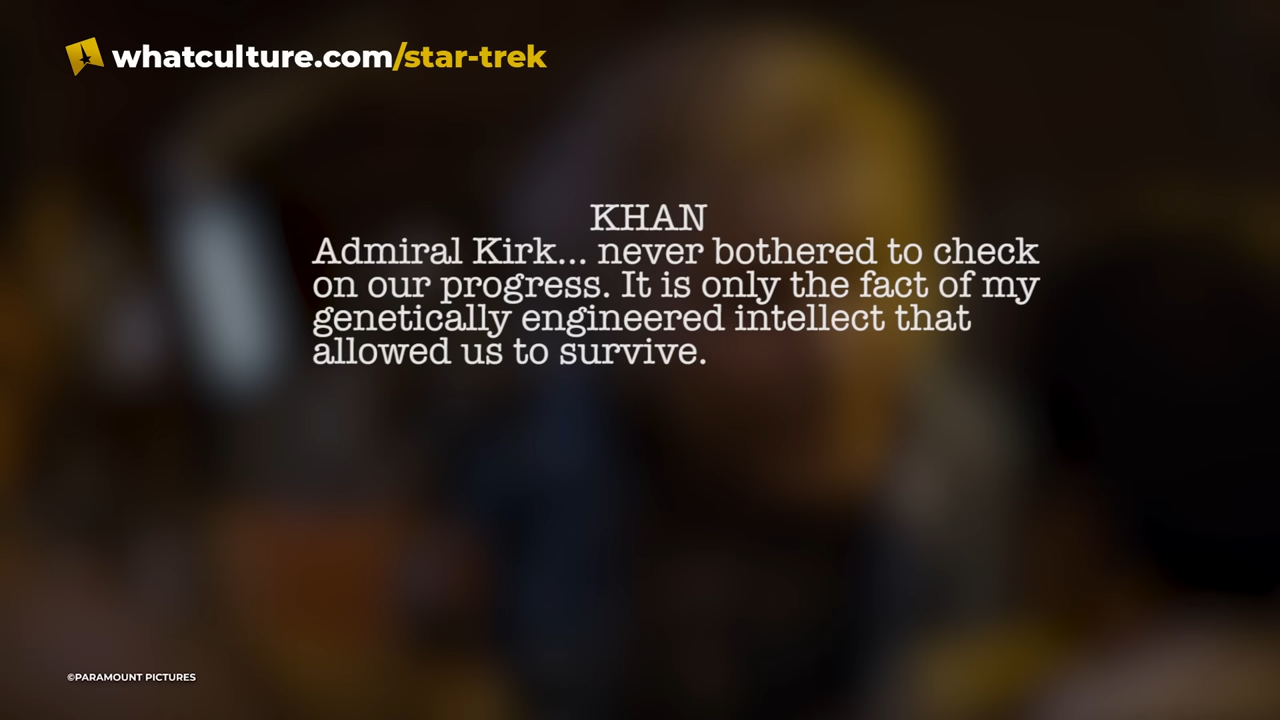 whatculture.com/star-trek
KHAN
Admiral Kirk... never bothered to check
on our progress. It is only the fact of my
genetically engineered intellect that
allowed us to survive.
©PARAMOUNT PICTURES